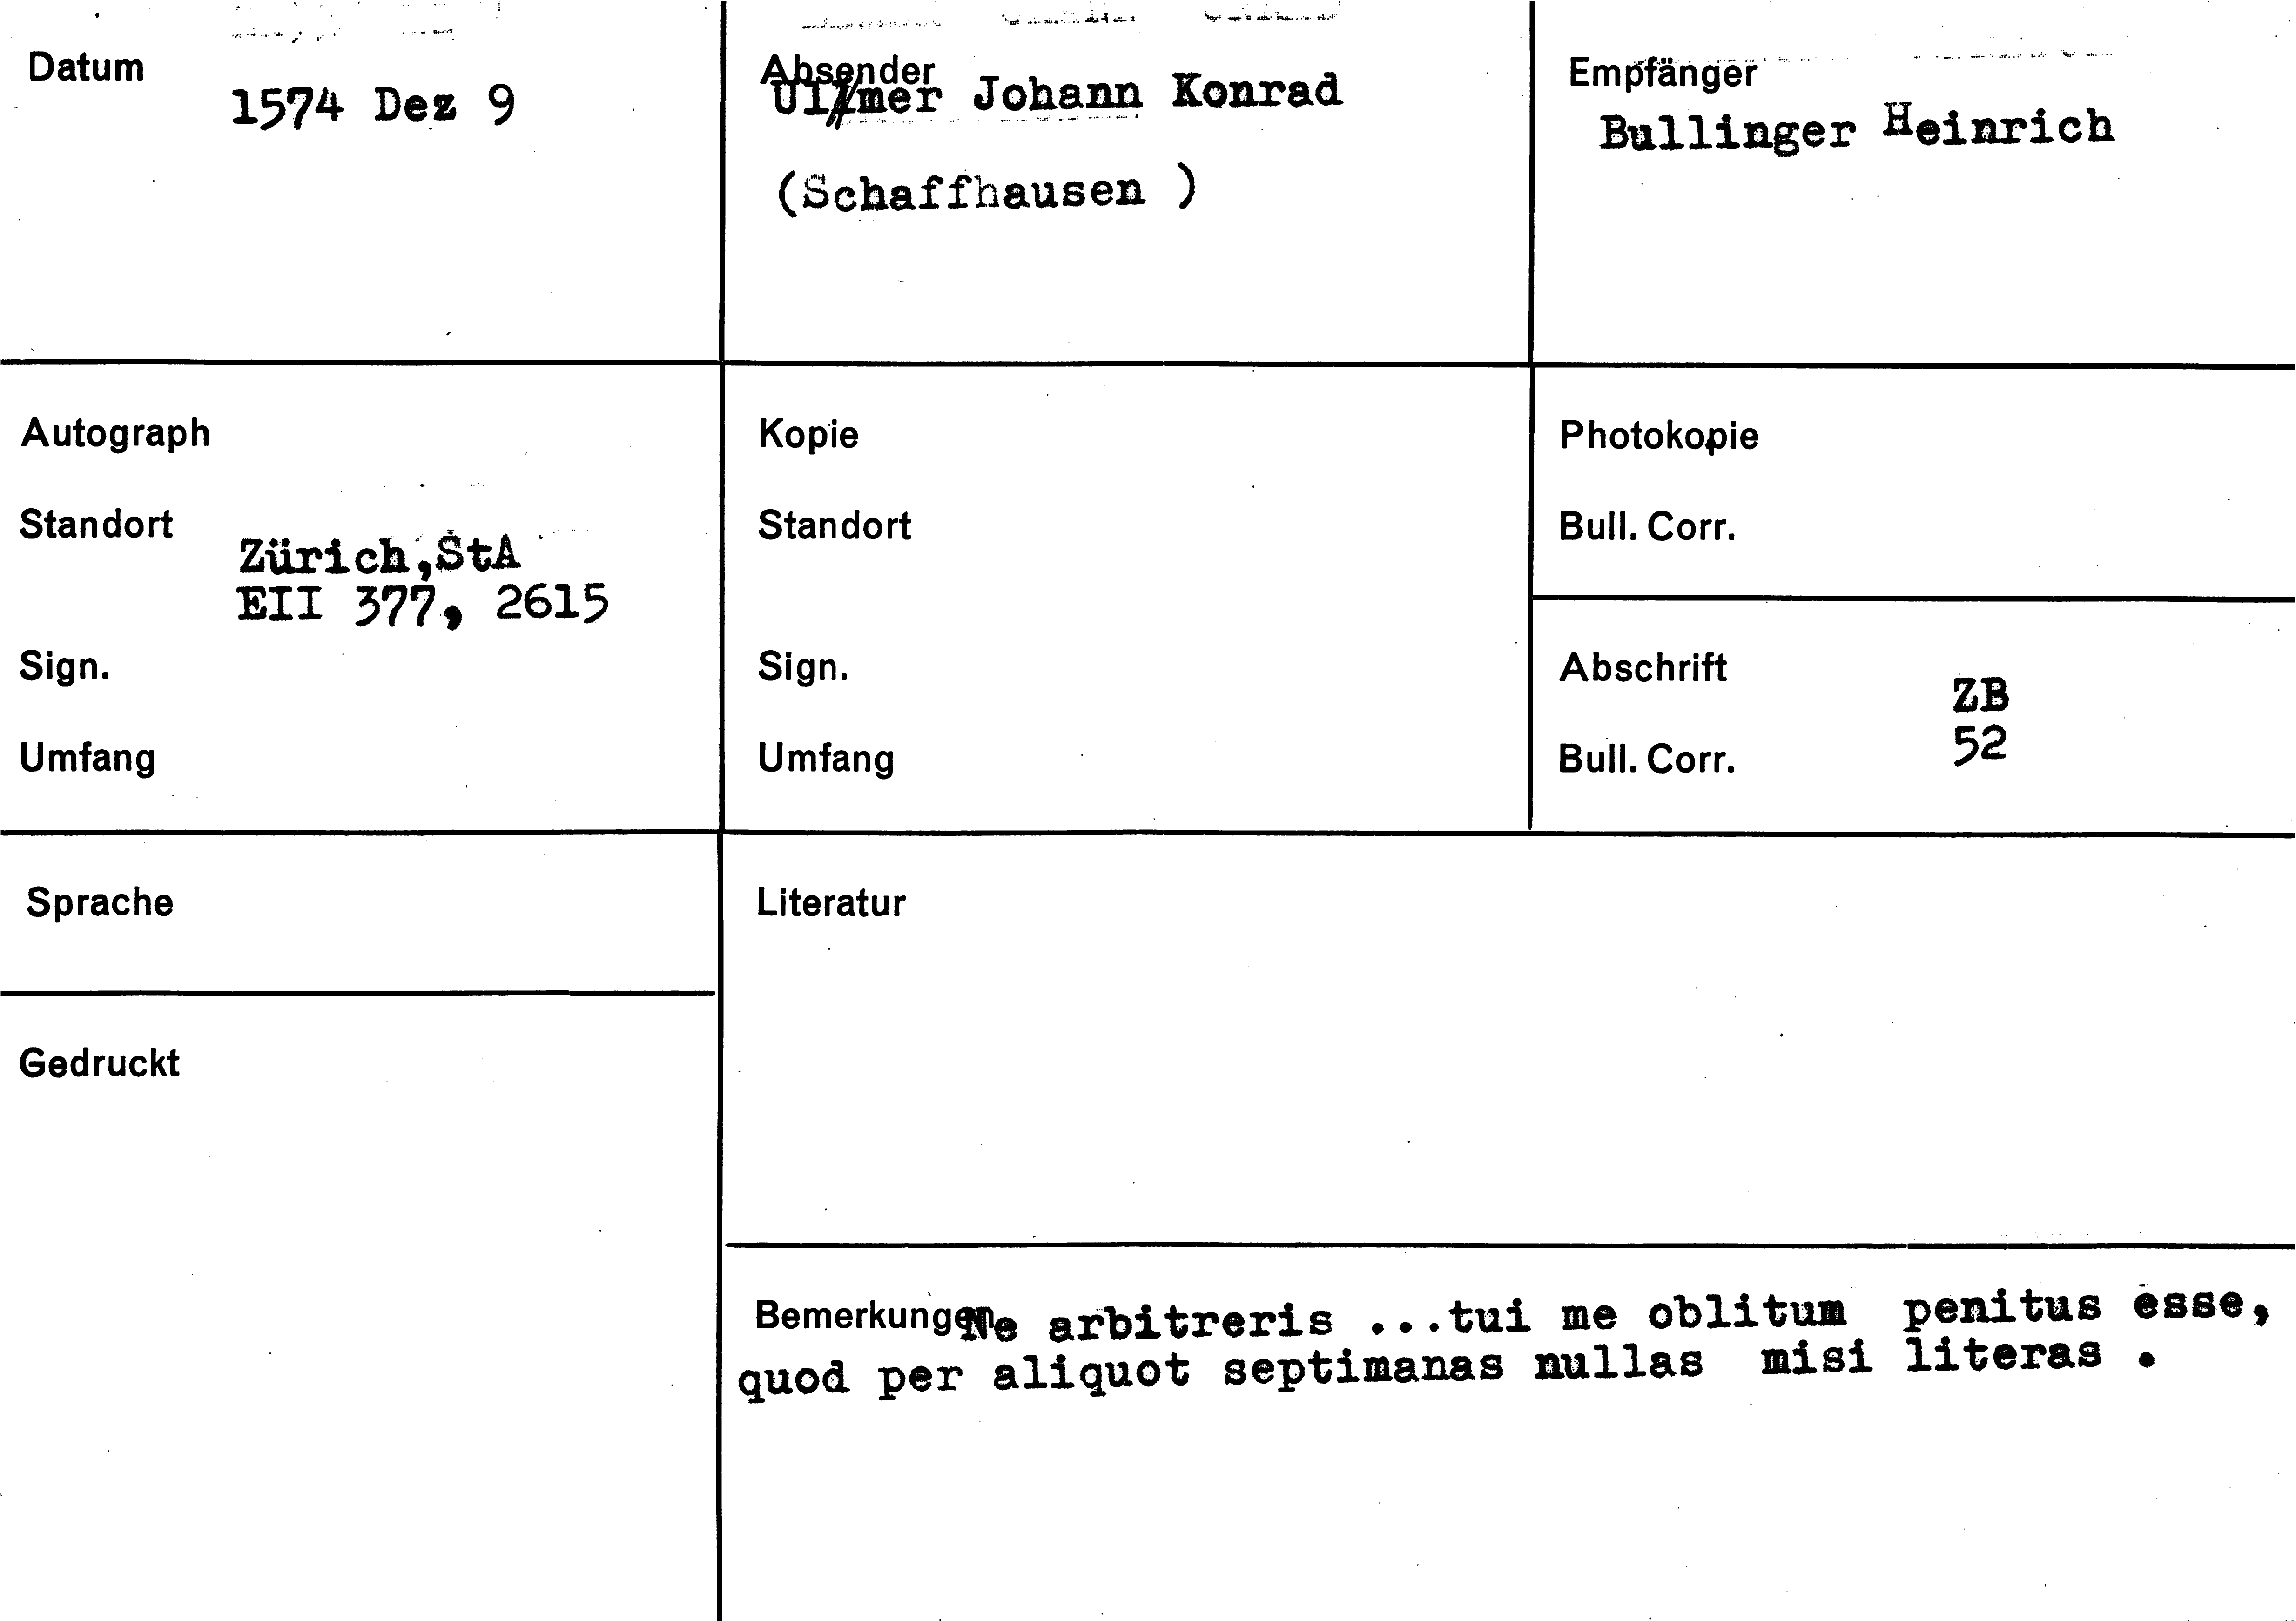 Datum
1574 Dez 9
Absender
Ulmer Johann Konrad
(Schaffhausen )
Empfänger
Bullinger Heinrich
Autograph
Standort
Zürich,StA
EII 377, 2615
Sign.
Umfang
Kopie
Standort
Sign.
Umfang
Photokopie
Bull. Corr.
Abschrift
ZB
52
Bull. Corr.
Sprache
Gedruckt
Literatur
Bemerkungen
Ne arbitreris ...tui me oblitum penitus esse,
quod per aliquot septimanas nullas misi literas .